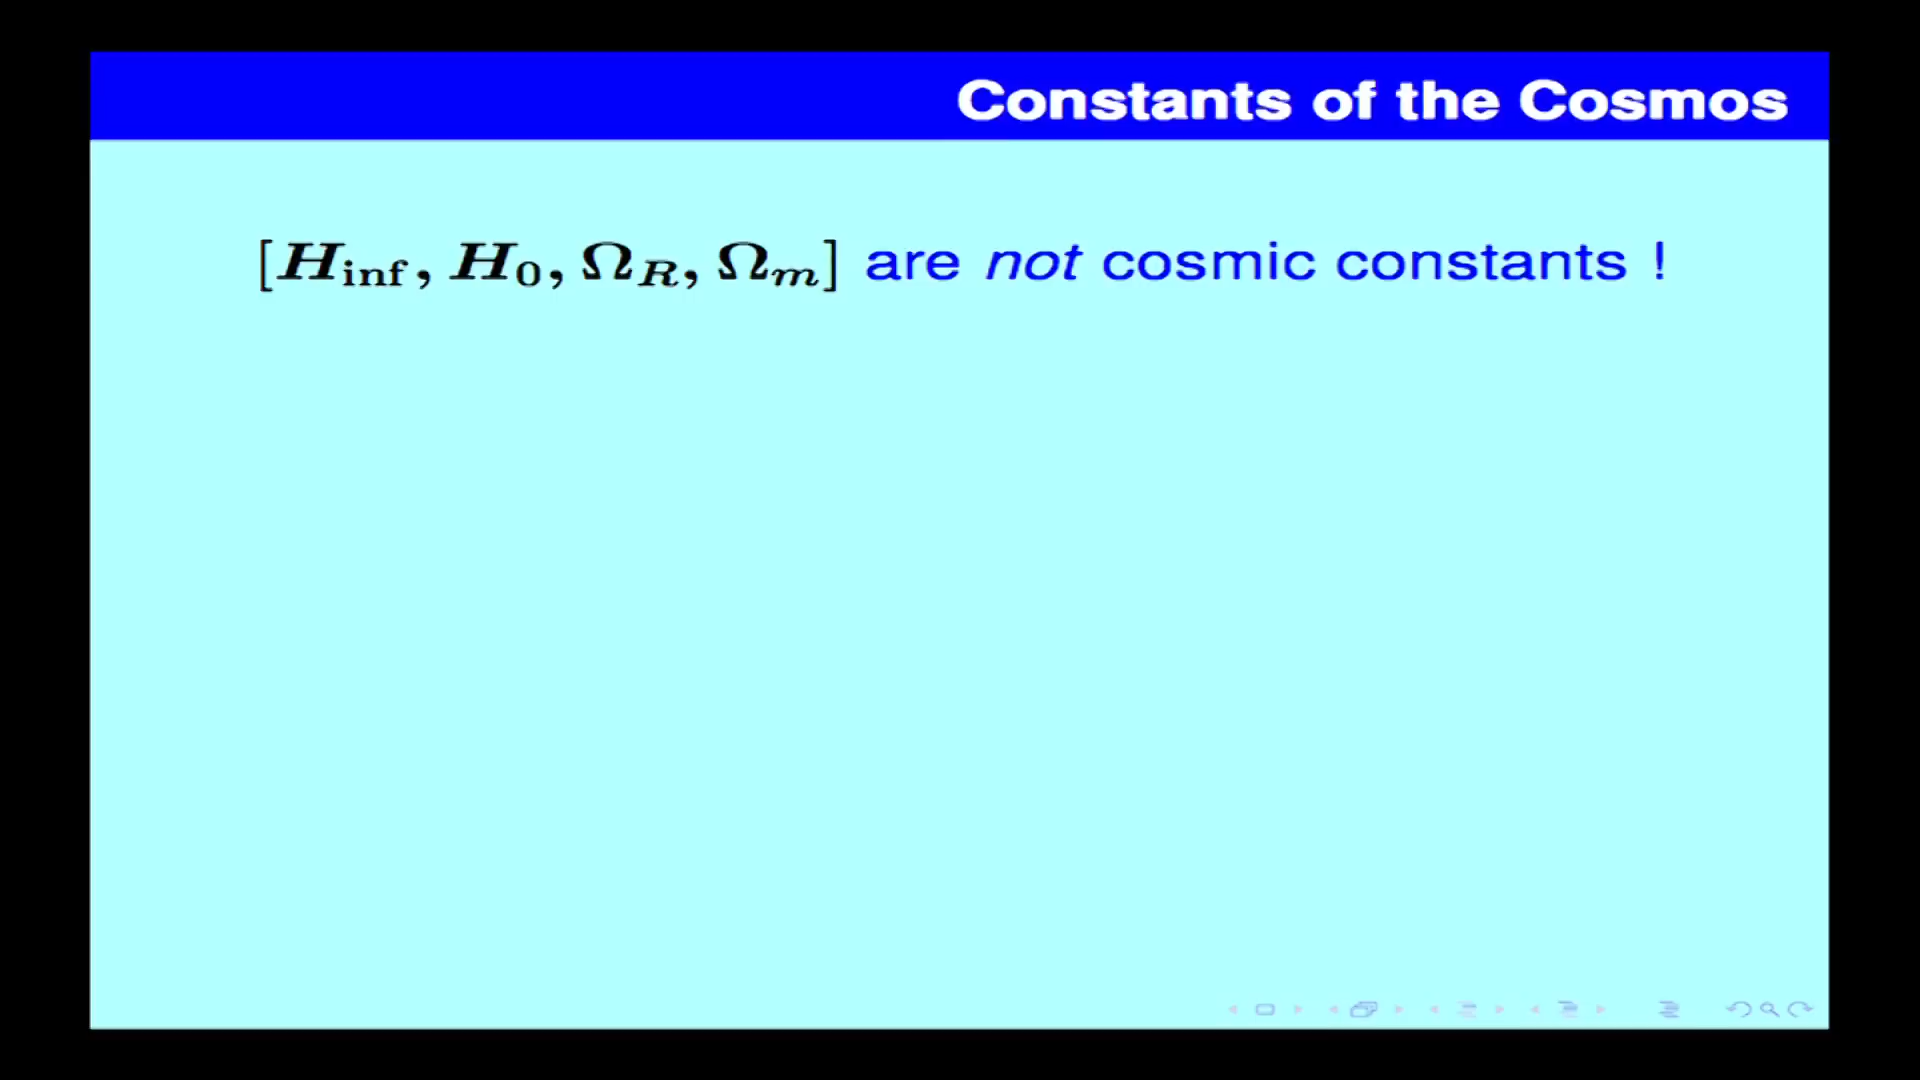 Constants of the Cosmos
[H_inf, H_0, Ω_R, Ω_m] are not cosmic constants !